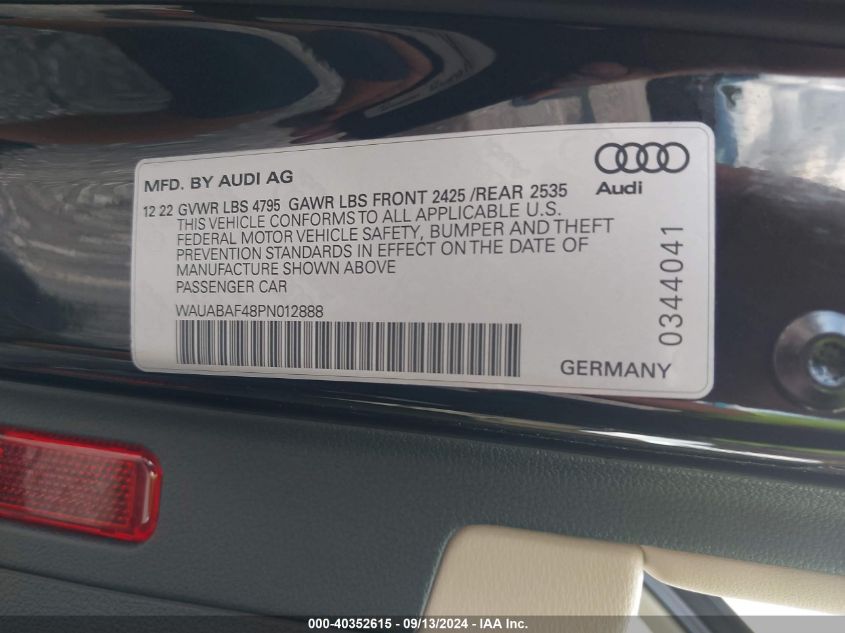 MFD. BY AUDI AG
Audi
12 22 GVWR LBS 4795 GAWR LBS FRONT 2425 /REAR 2535
THIS VEHICLE CONFORMS TO ALL APPLICABLE U.S.
FEDERAL MOTOR VEHICLE SAFETY, BUMPER AND THEFT
PREVENTION STANDARDS IN EFFECT ON THE DATE OF
MANUFACTURE SHOWN ABOVE
PASSENGER CAR
WAUABAF48PN012888
0344041
GERMANY
000-40352615 - 09/13/2024 - IAA Inc.